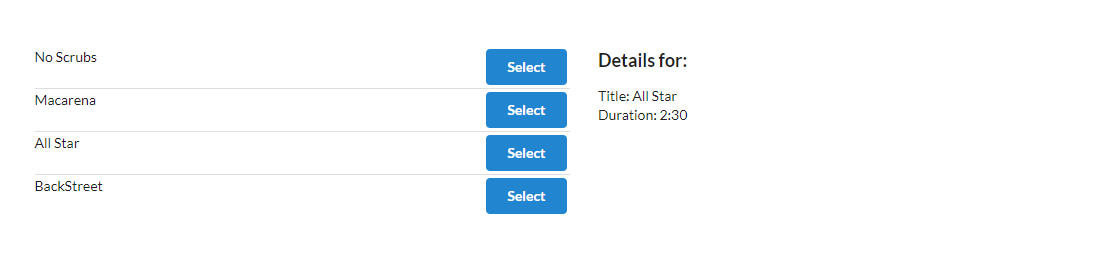 No Scrubs
Select
Macarena
Select
All Star
Select
BackStreet
Select
Details for:
Title: All Star
Duration: 2:30